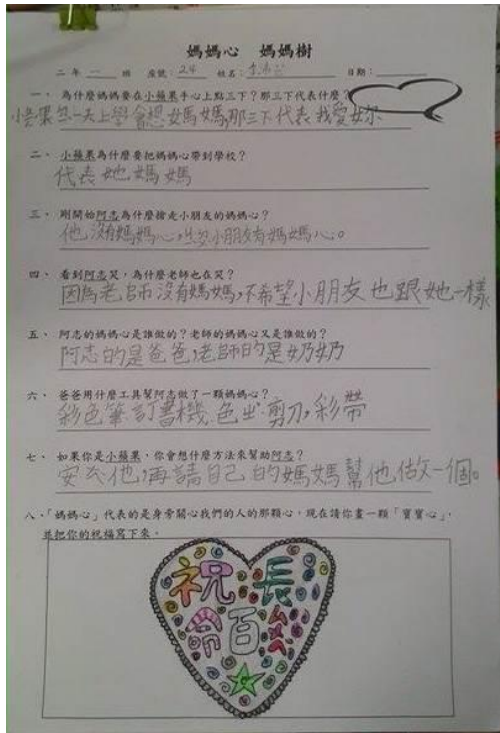 媽媽心 媽媽樹
二年 一 班 座號：24 姓名： 日期：
一、為什麼媽媽要在小蘋果手心上點三下？那三下代表什麼？
小蘋果第一天上學會想媽媽,那三下代表我愛妳
二、小蘋果為什麼要把媽媽心帶到學校？
代表她媽媽
三、剛開始阿志為什麼搶走小朋友的媽媽心？
他沒有媽媽心,小朋友有媽媽心。
四、看到阿志笑，為什麼老師也在笑？
因為老師沒有媽媽,不希望小朋友也跟她一樣
五、阿志的媽媽心是誰做的？老師的媽媽心又是誰做的？
阿志的是爸爸,老師的是奶奶
六、爸爸用什麼工具幫阿志做了一顆媽媽心？
彩色筆.訂書機.色 .剪刀,彩帶
七、如果你是小蘋果，你會想什麼方法來幫助阿志？
安 他,再請自己的媽媽幫他做一個。
八、「媽媽心」代表的是身旁關心我們的人的那顆心，現在請你畫一顆「寶寶心」，
並把你的祝福寫下來。
祝長
命百